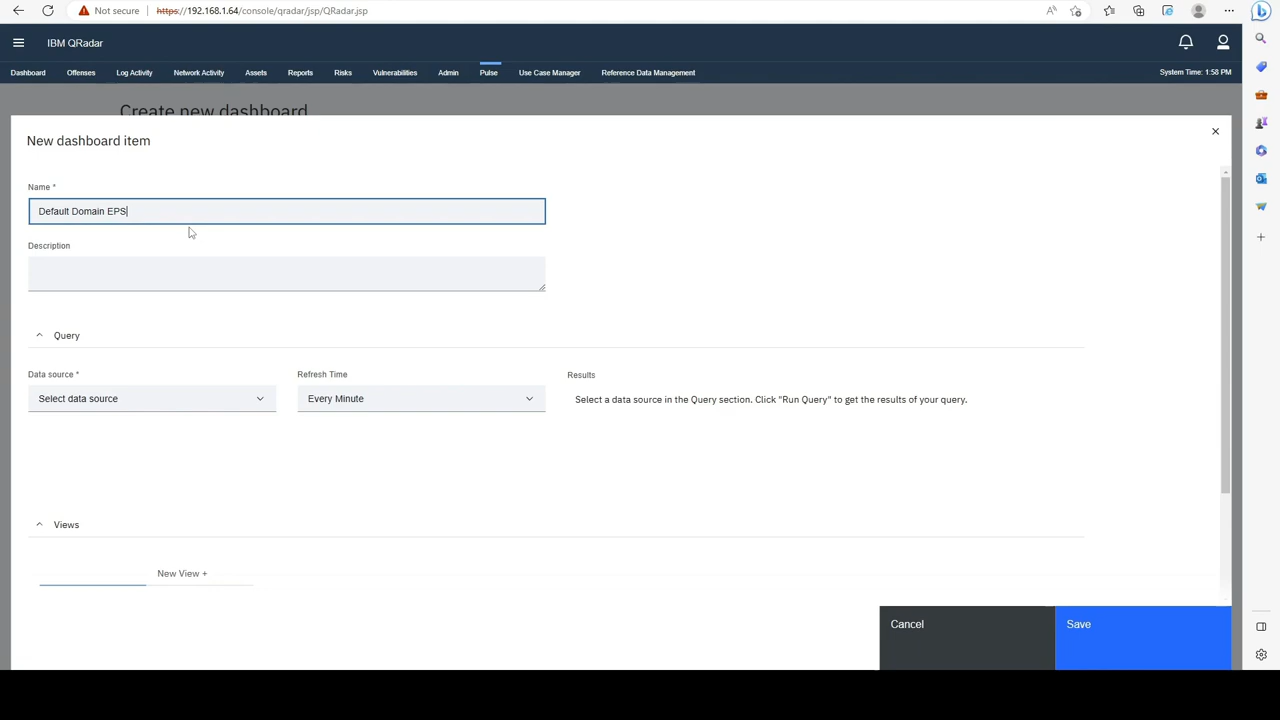 Not secure
https://192.168.1.64/console/qradar/jsp/QRadar.jsp
IBM QRadar
Dashboard Offenses Log Activity Network Activity Assets Reports Risks Vulnerabilities Admin Pulse Use Case Manager Reference Data Management System Time: 1:58 PM
Create new dashboard
New dashboard item
Name *
Default Domain EPS
Description
Query
Data source * Refresh Time Results
Select data source Every Minute Select a data source in the Query section. Click "Run Query" to get the results of your query.
Views
New View +
Cancel Save